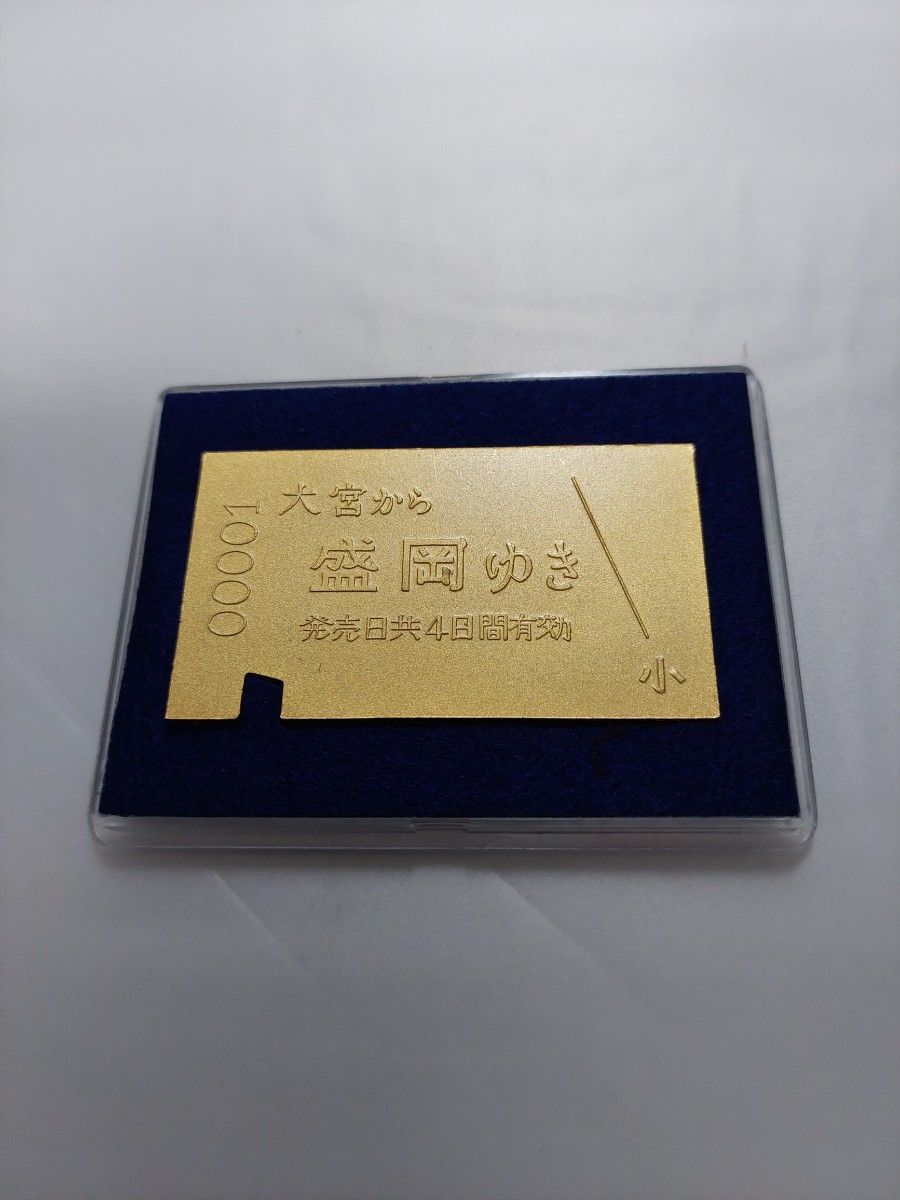 00001
大宮から
盛岡ゆき
発売日共4日間有効
小